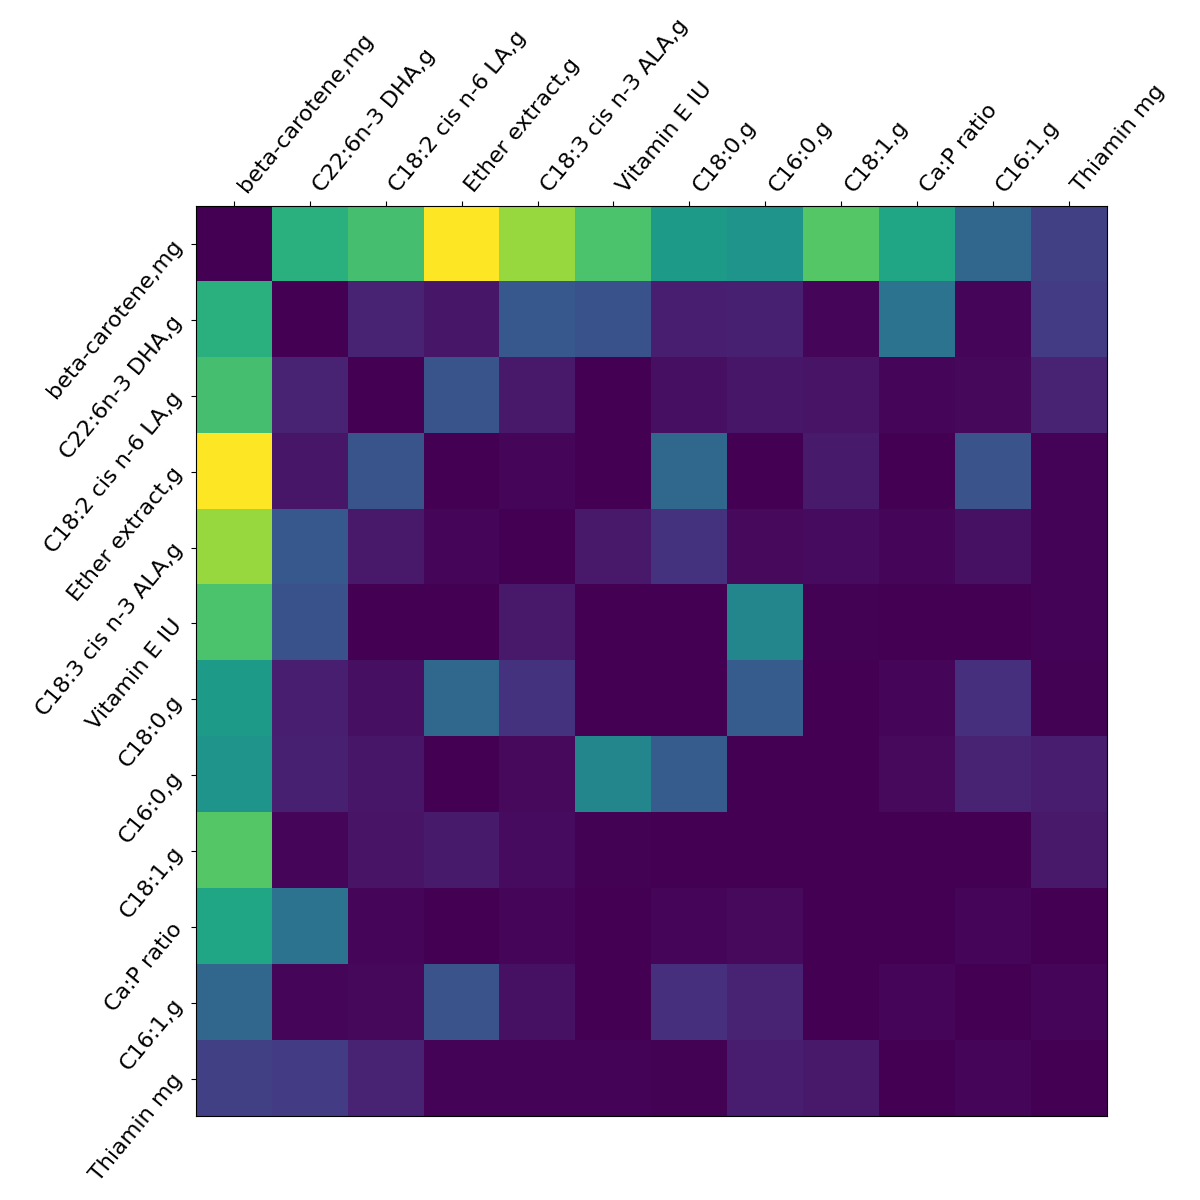 beta-carotene,mg
C22:6n-3 DHA,g
C18:2 cis n-6 LA,g
Ether extract,g
C18:3 cis n-3 ALA,g
Vitamin E IU
C18:0,g
C16:0,g
C18:1,g
Ca:P ratio
C16:1,g
Thiamin mg
beta-carotene,mg
C22:6n-3 DHA,g
C18:2 cis n-6 LA,g
Ether extract,g
C18:3 cis n-3 ALA,g
Vitamin E IU
C18:0,g
C16:0,g
C18:1,g
Ca:P ratio
C16:1,g
Thiamin mg